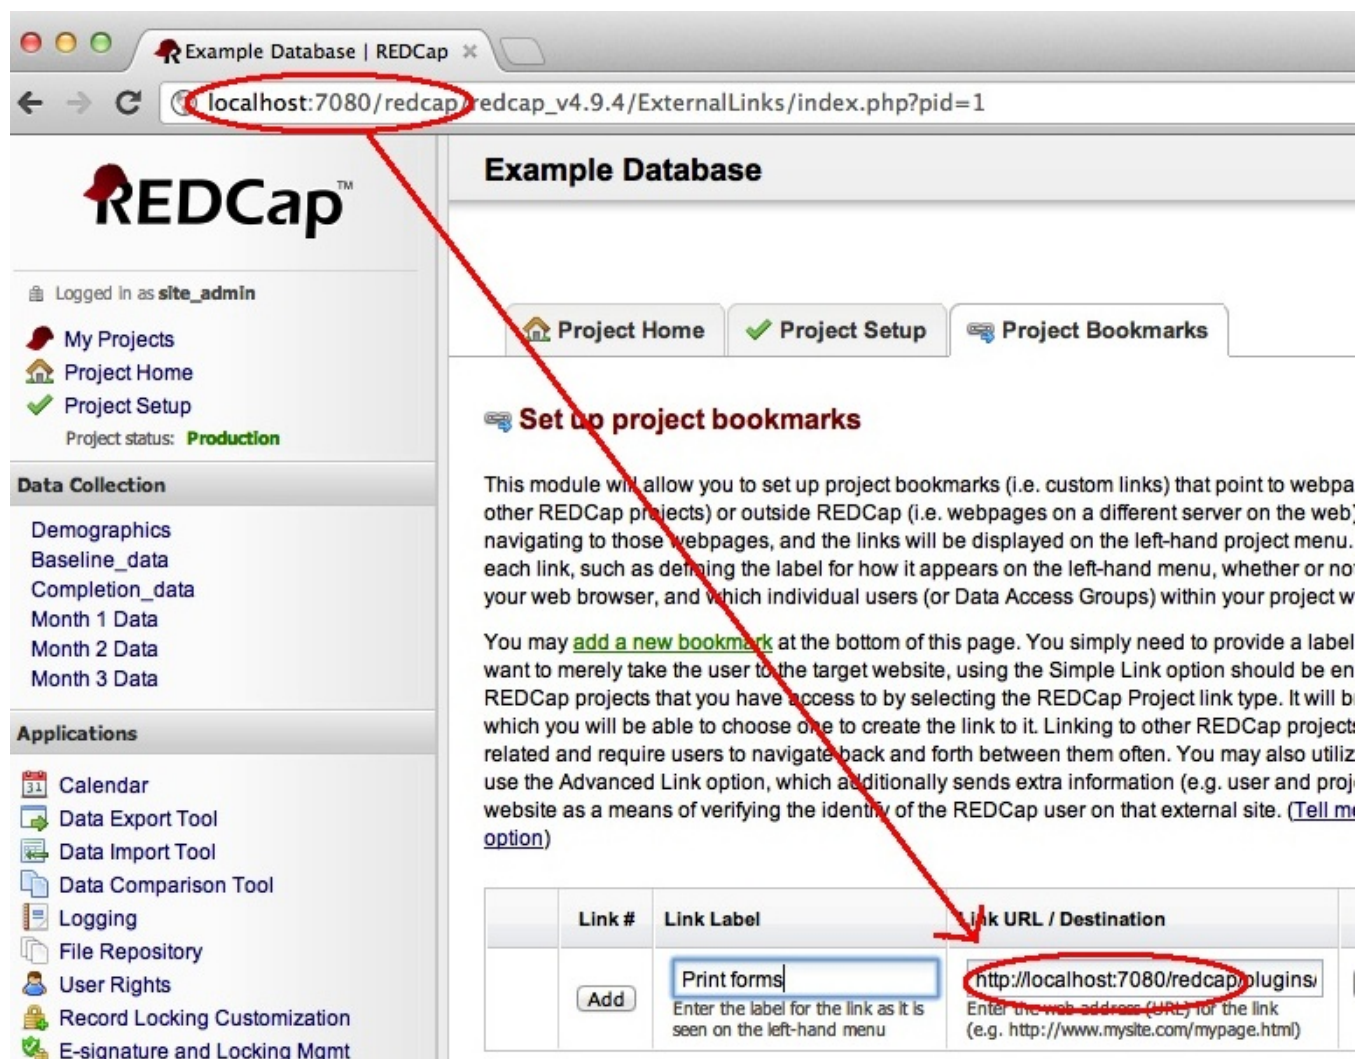 Example Database | REDCap
localhost:7080/redcap/redcap_v4.9.4/ExternalLinks/index.php?pid=1
REDCap™
Logged in as site_admin
My Projects
Project Home
Project Setup
Project status: Production
Data Collection
Demographics
Baseline_data
Completion_data
Month 1 Data
Month 2 Data
Month 3 Data
Applications
31 Calendar
Data Export Tool
Data Import Tool
Data Comparison Tool
Logging
File Repository
User Rights
Record Locking Customization
E-signature and Locking Mgmt
Example Database
Project Home
Project Setup
Project Bookmarks
Set up project bookmarks
This module will allow you to set up project bookmarks (i.e. custom links) that point to webpa
other REDCap projects) or outside REDCap (i.e. webpages on a different server on the web)
navigating to those webpages, and the links will be displayed on the left-hand project menu.
each link, such as defining the label for how it appears on the left-hand menu, whether or no
your web browser, and which individual users (or Data Access Groups) within your project w
You may add a new bookmark at the bottom of this page. You simply need to provide a label
want to merely take the user to the target website, using the Simple Link option should be en
REDCap projects that you have access to by selecting the REDCap Project link type. It will b
which you will be able to choose one to create the link to it. Linking to other REDCap projects
related and require users to navigate back and forth between them often. You may also utiliz
use the Advanced Link option, which additionally sends extra information (e.g. user and proj
website as a means of verifying the identify of the REDCap user on that external site. (Tell me
option)
Link #
Link Label
Link URL / Destination
Add
Print forms
Enter the label for the link as it is
seen on the left-hand menu
http://localhost:7080/redcap/plugins/
Enter the web address (URL) for the link
(e.g. http://www.mysite.com/mypage.html)